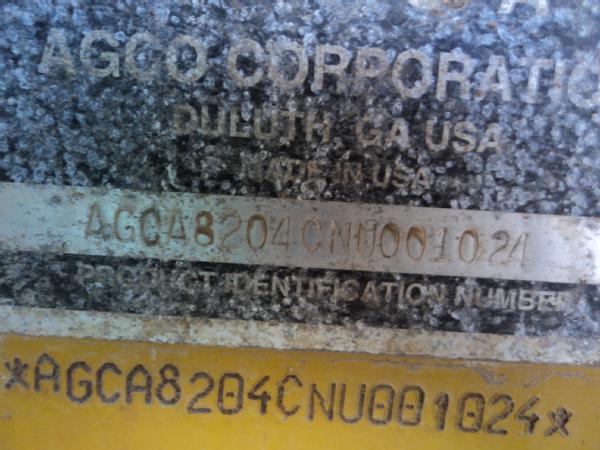 AGCO CORPORATIO
DULUTH, GA USA
MADE IN USA
AGCA8204CNU001024
PRODUCT IDENTIFICATION NUMBER
*AGCA8204CNU001024*